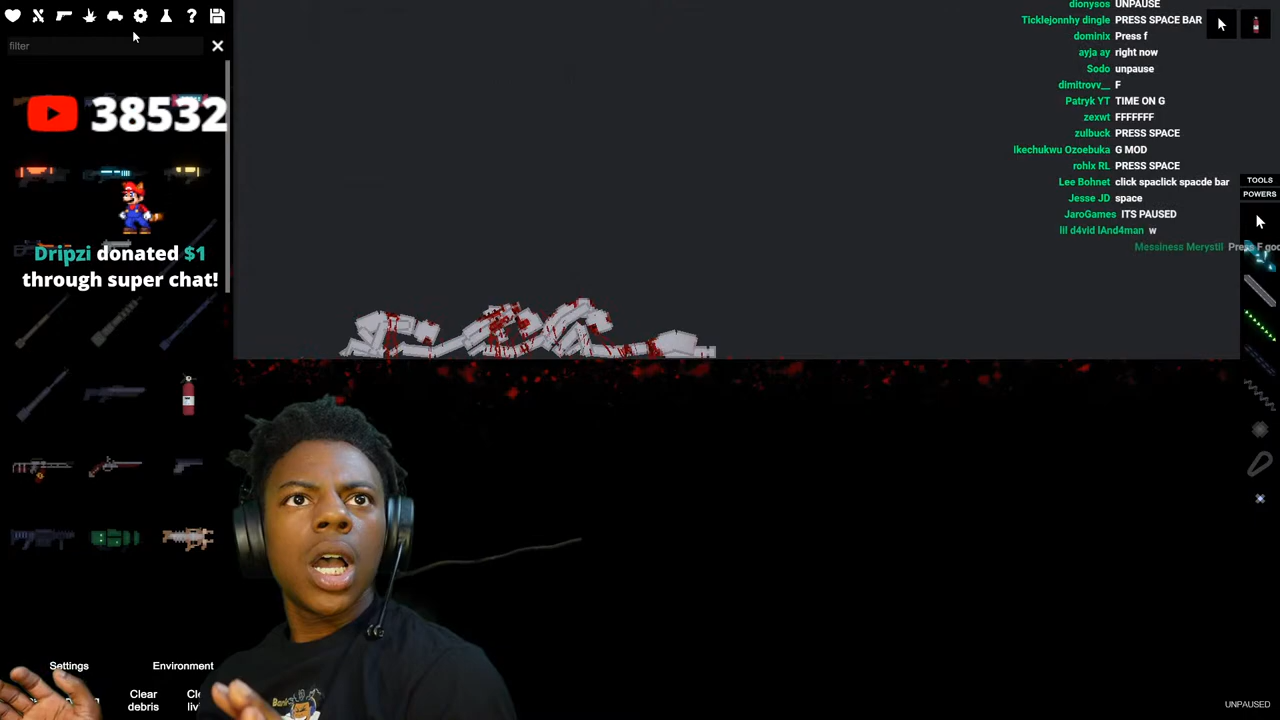 filter
38532
Dripzi donated $1
through super chat!
Settings
Environment
Clear
debris
dionysos UNPAUSE
Ticklejonnhy dingle PRESS SPACE BAR
dominix Press f
ayja ay right now
Sodo unpause
dimitrovv__ F
Patryk YT TIME ON G
zexwt FFFFFFF
zulbuck PRESS SPACE
Ikechukwu Ozoebuka G MOD
rohlx RL PRESS SPACE
Lee Bohnet click spaclick spacde bar
Jesse JD space
JaroGames ITS PAUSED
lil d4vid lAnd4man w
Messiness Merystil Press F
TOOLS
POWERS
UNPAUSED